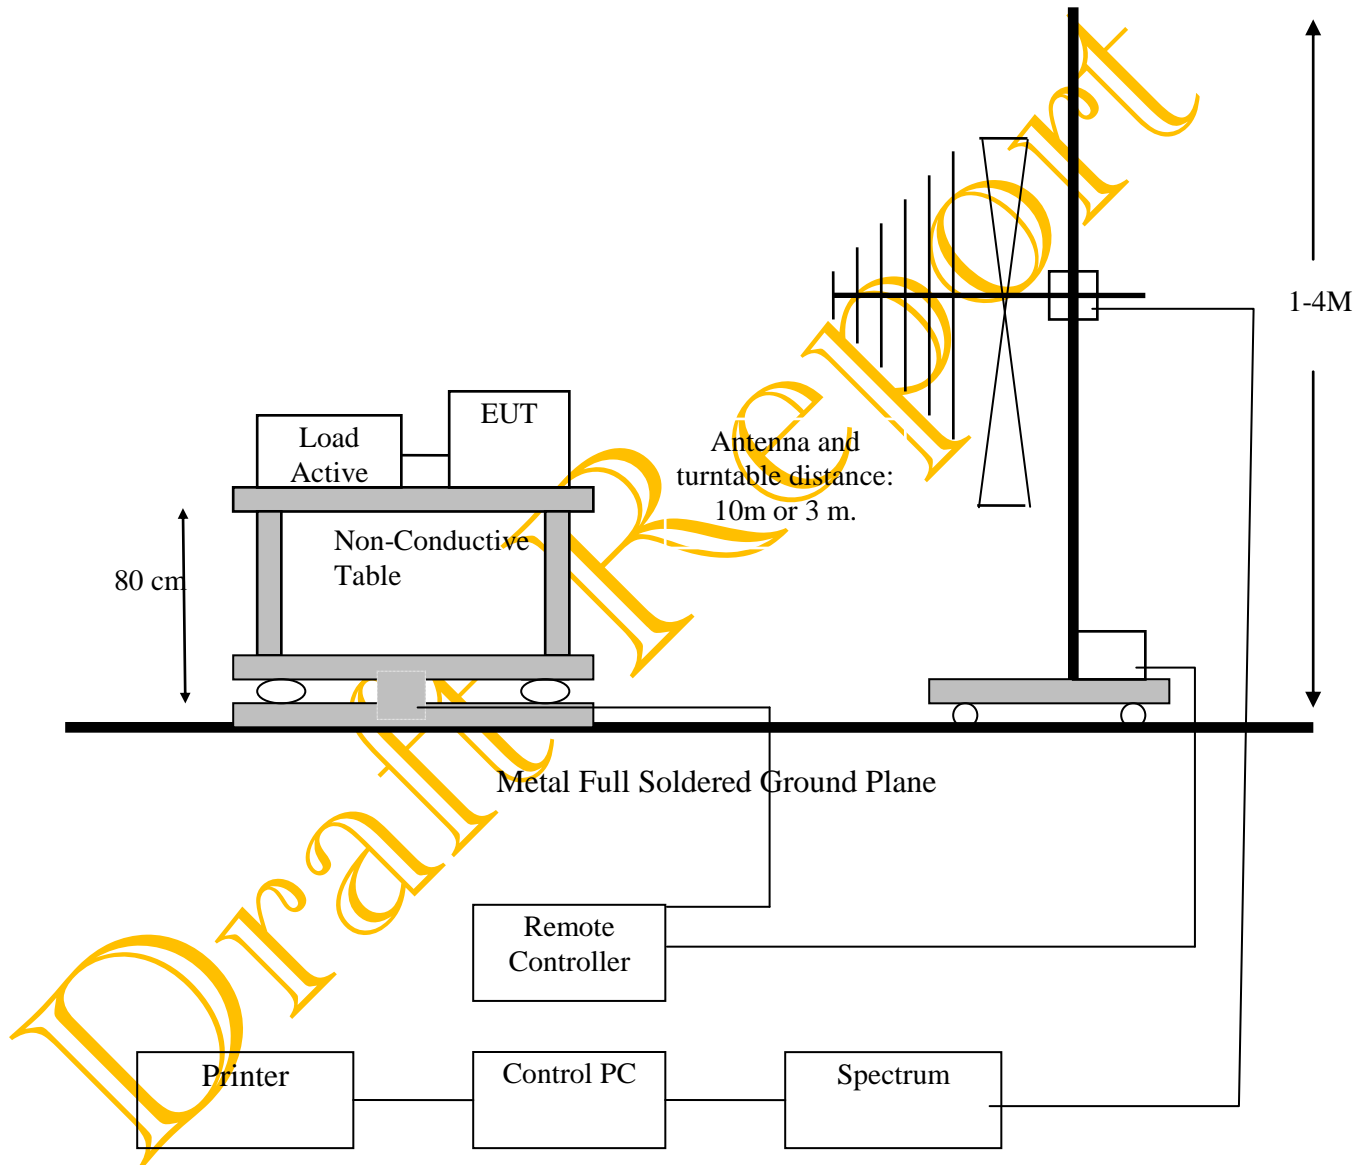 1-4M
EUT
Load
Active
Antenna and
turntable distance:
10m or 3 m.
Non-Conductive
Table
80 cm
Metal Full Soldered Ground Plane
Remote
Controller
Printer
Control PC
Spectrum
Draft Report